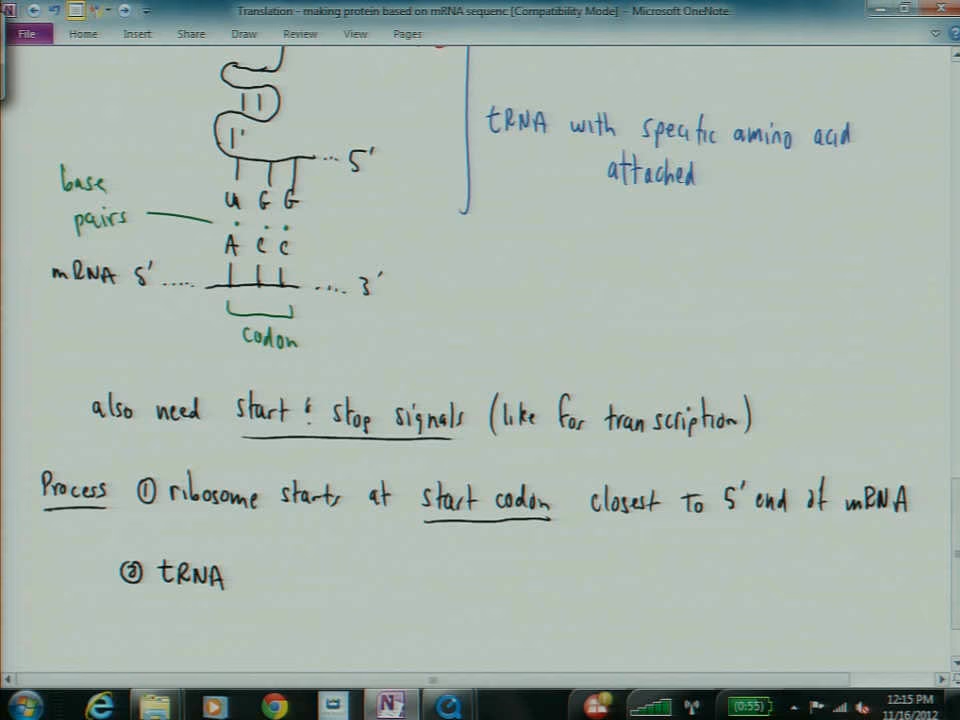 Translation - making protein based on mRNA sequenc [Compatibility Mode] - Microsoft OneNote
File Home Insert Share Draw Review View Pages
tRNA with specific amino acid
attached
... 5'
base
pairs
U G G
A C C
mRNA 5' ..... .... 3'
codon
also need start & stop signals (like for transcription)
Process ① ribosome starts at start codon closest to 5' end of mRNA
② tRNA
(0:55)
12:15 PM
11/16/2012